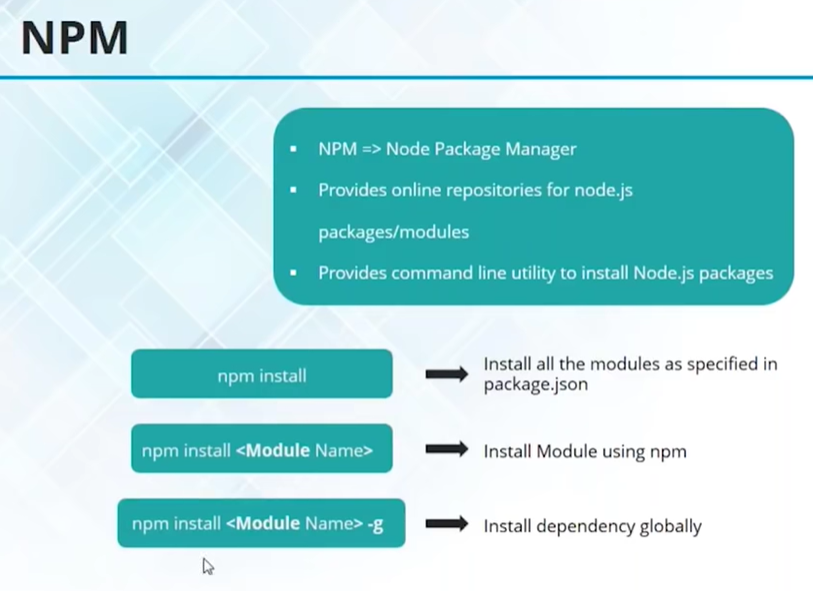 NPM
▪ NPM => Node Package Manager
▪ Provides online repositories for node.js
packages/modules
▪ Provides command line utility to install Node.js packages
npm install
Install all the modules as specified in
package.json
npm install <Module Name>
Install Module using npm
npm install <Module Name> -g
Install dependency globally